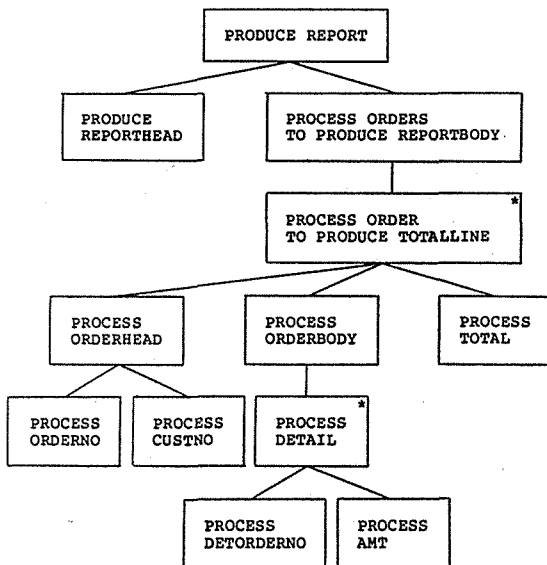 PRODUCE REPORT
PRODUCE
REPORTHEAD
PROCESS ORDERS
TO PRODUCE REPORTBODY
*
PROCESS ORDER
TO PRODUCE TOTALLINE
PROCESS
ORDERHEAD
PROCESS
ORDERBODY
PROCESS
TOTAL
PROCESS
ORDERNO
PROCESS
CUSTNO
*
PROCESS
DETAIL
PROCESS
DETORDERNO
PROCESS
AMT